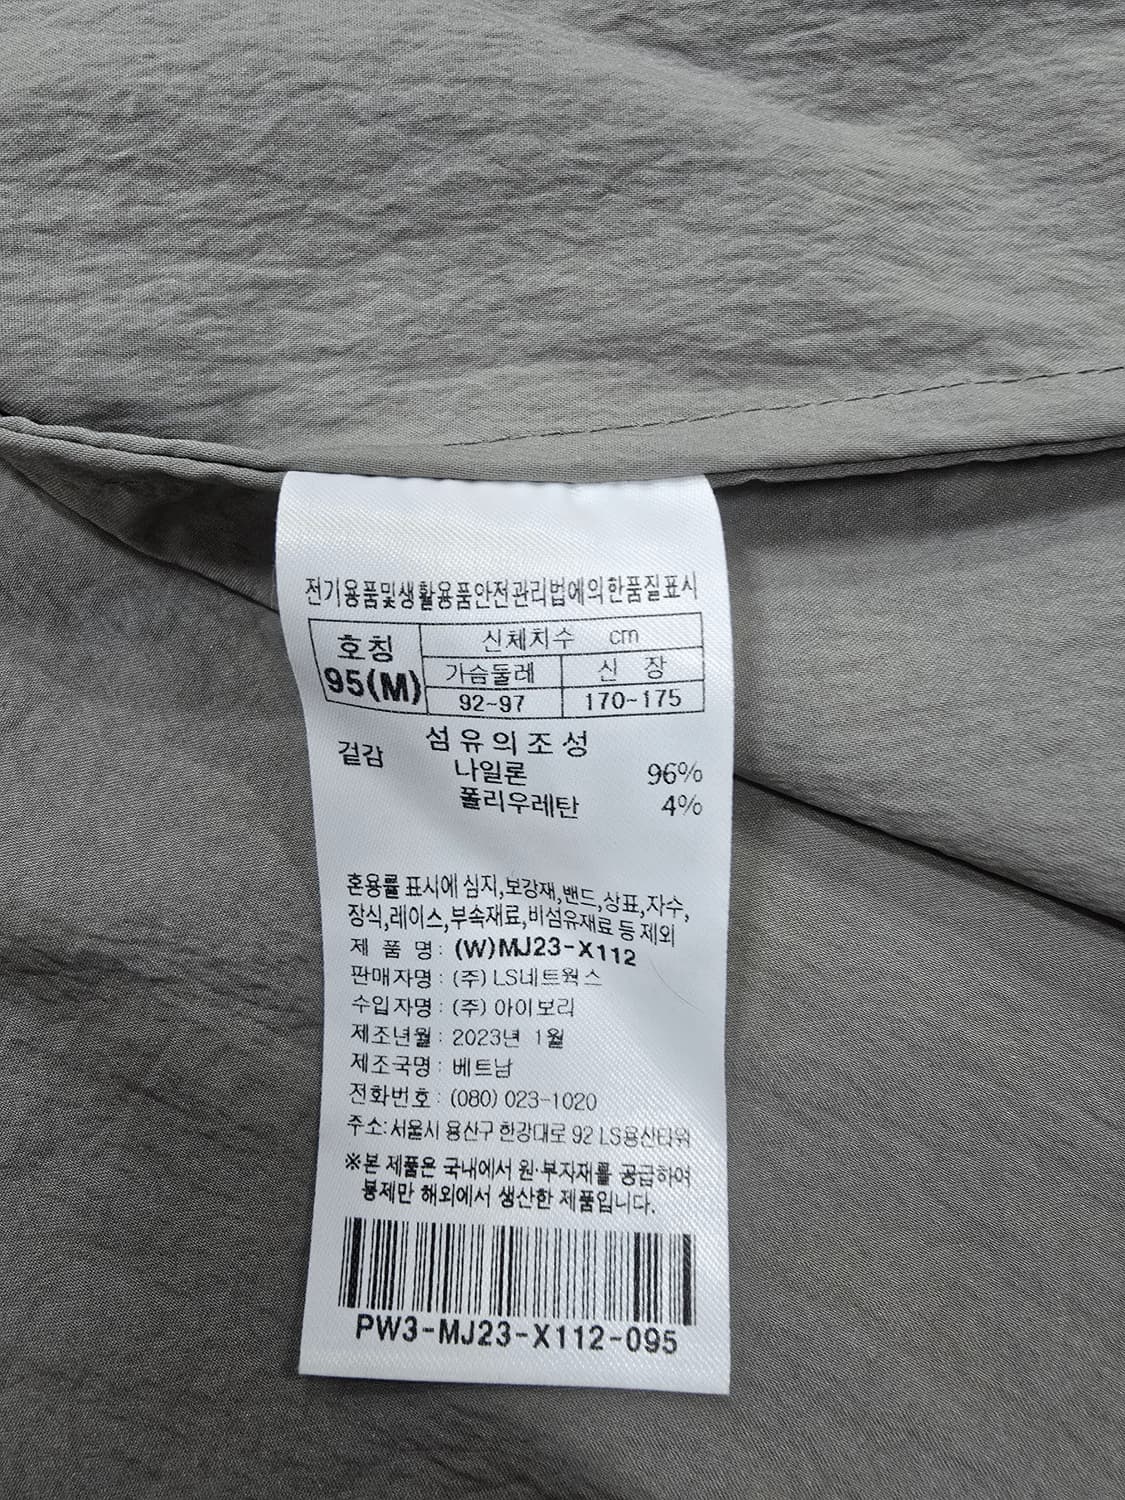 전기용품및생활용품안전관리법에의한품질표시
호칭 신체치수 cm
95(M) 가슴둘레 신 장
92~97 170~175
섬유의조성
겉감 나일론 96%
폴리우레탄 4%
혼용률 표시에 심지,보강재,밴드,상표,자수,
장식,레이스,부속재료,비섬유재료 등 제외
제 품 명 : (W)MJ23-X112
판매자명 : (주) LS네트웍스
수입자명 : (주) 아이보리
제조년월 : 2023년 1월
제조국명 : 베트남
전화번호 : (080) 023-1020
주소:서울시 용산구 한강대로 92 LS용산타워
※본 제품은 국내에서 원·부자재를 공급하여
봉제만 해외에서 생산한 제품입니다.
PW3-MJ23-X112-095